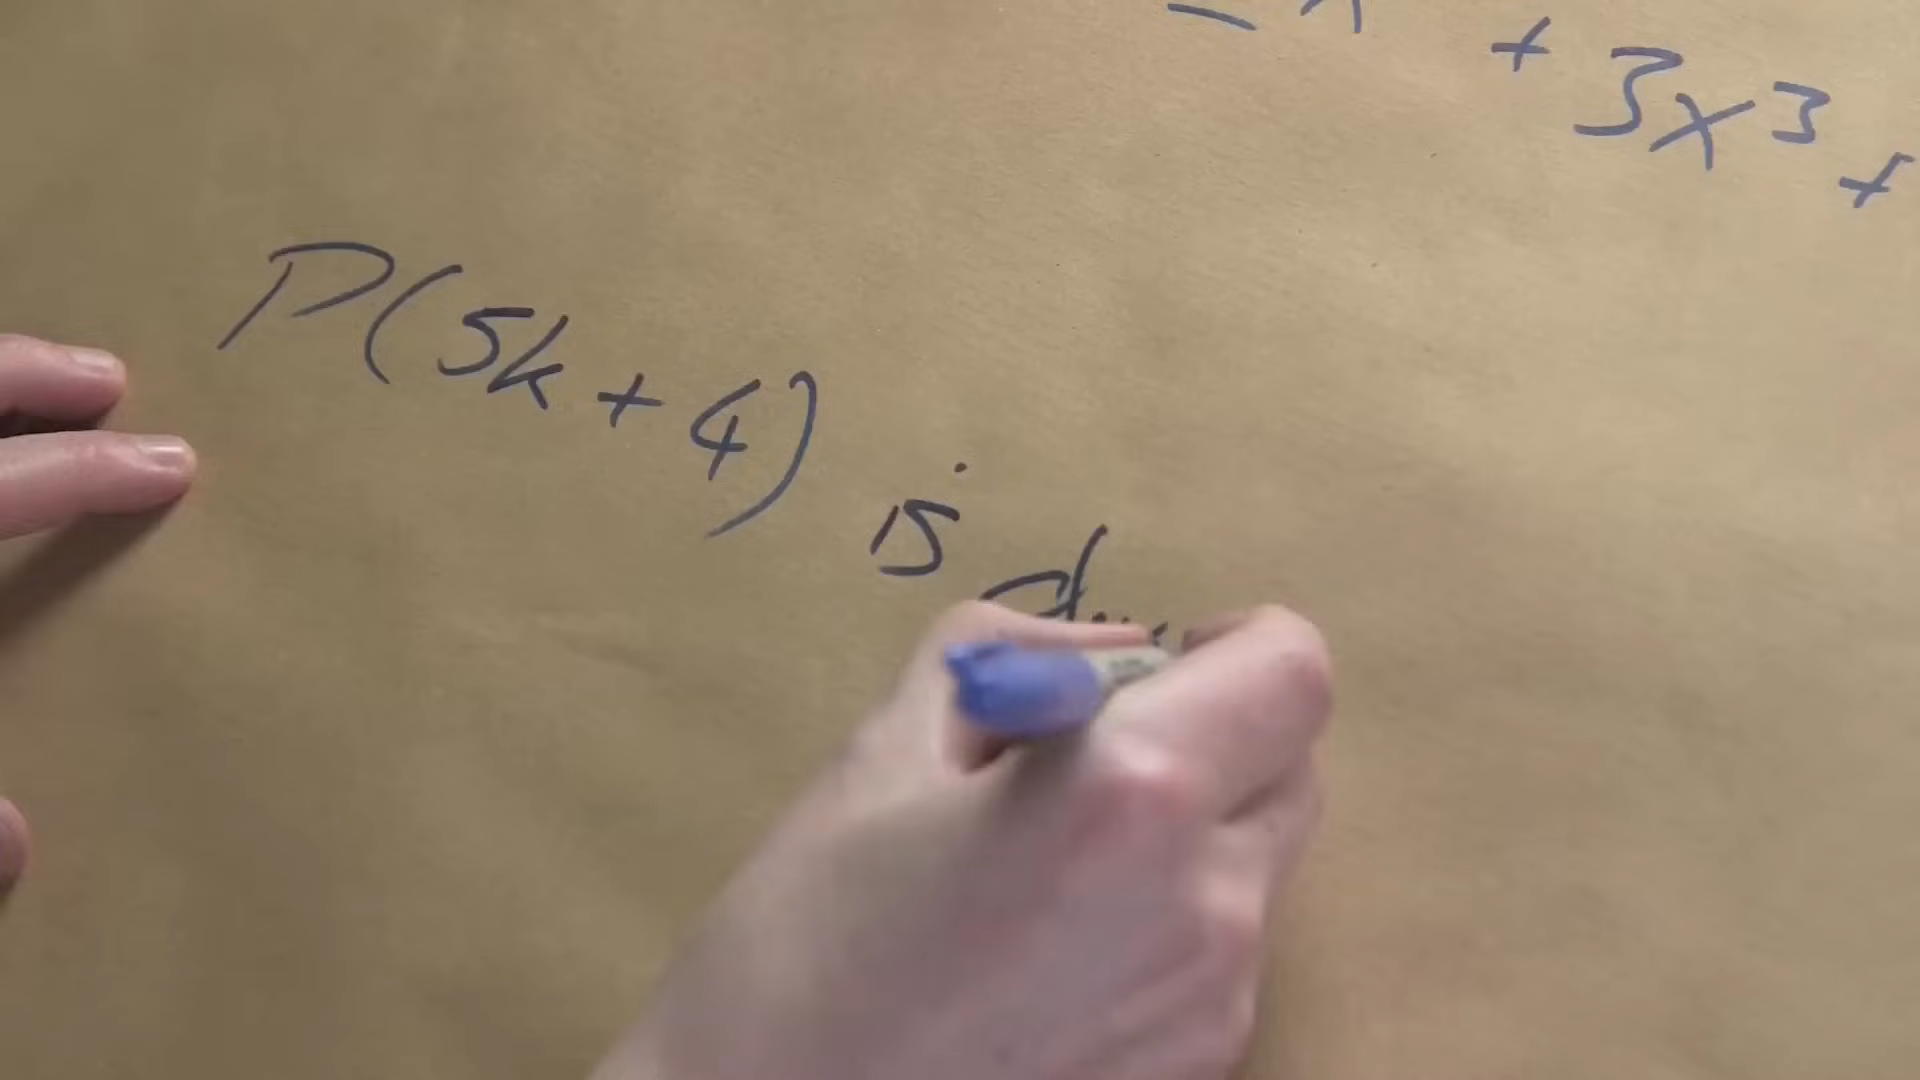 + 3x³ +
P(5k + 4) is